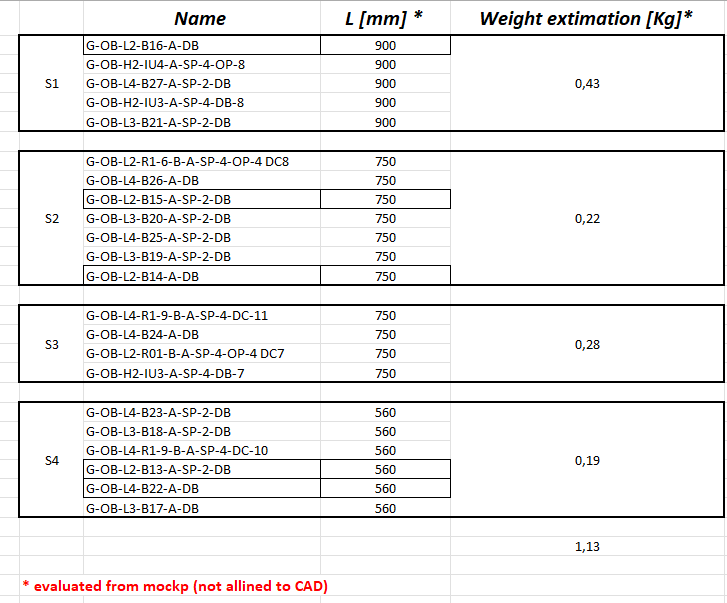 Name L [mm] * Weight extimation [Kg]*
G-OB-L2-B16-A-DB 900
G-OB-H2-IU4-A-SP-4-OP-8 900
S1 G-OB-L4-B27-A-SP-2-DB 900 0,43
G-OB-H2-IU3-A-SP-4-DB-8 900
G-OB-L3-B21-A-SP-2-DB 900
G-OB-L2-R1-6-B-A-SP-4-OP-4 DC8 750
G-OB-L4-B26-A-DB 750
G-OB-L2-B15-A-SP-2-DB 750
S2 G-OB-L3-B20-A-SP-2-DB 750 0,22
G-OB-L4-B25-A-SP-2-DB 750
G-OB-L3-B19-A-SP-2-DB 750
G-OB-L2-B14-A-DB 750
G-OB-L4-R1-9-B-A-SP-4-DC-11 750
G-OB-L4-B24-A-DB 750
S3 0,28
G-OB-L2-R01-B-A-SP-4-OP-4 DC7 750
G-OB-H2-IU3-A-SP-4-DB-7 750
G-OB-L4-B23-A-SP-2-DB 560
G-OB-L3-B18-A-SP-2-DB 560
G-OB-L4-R1-9-B-A-SP-4-DC-10 560
S4 0,19
G-OB-L2-B13-A-SP-2-DB 560
G-OB-L4-B22-A-DB 560
G-OB-L3-B17-A-DB 560
1,13
* evaluated from mockp (not allined to CAD)